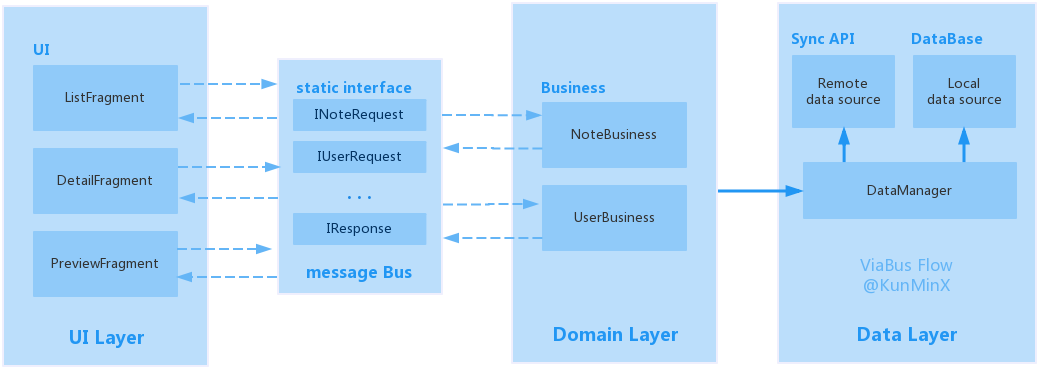 UI
ListFragment
DetailFragment
PreviewFragment
UI Layer
static interface
INoteRequest
IUserRequest
...
IResponse
message Bus
Business
NoteBusiness
UserBusiness
Domain Layer
Sync API
DataBase
Remote
data source
Local
data source
DataManager
ViaBus Flow
@KunMinX
Data Layer